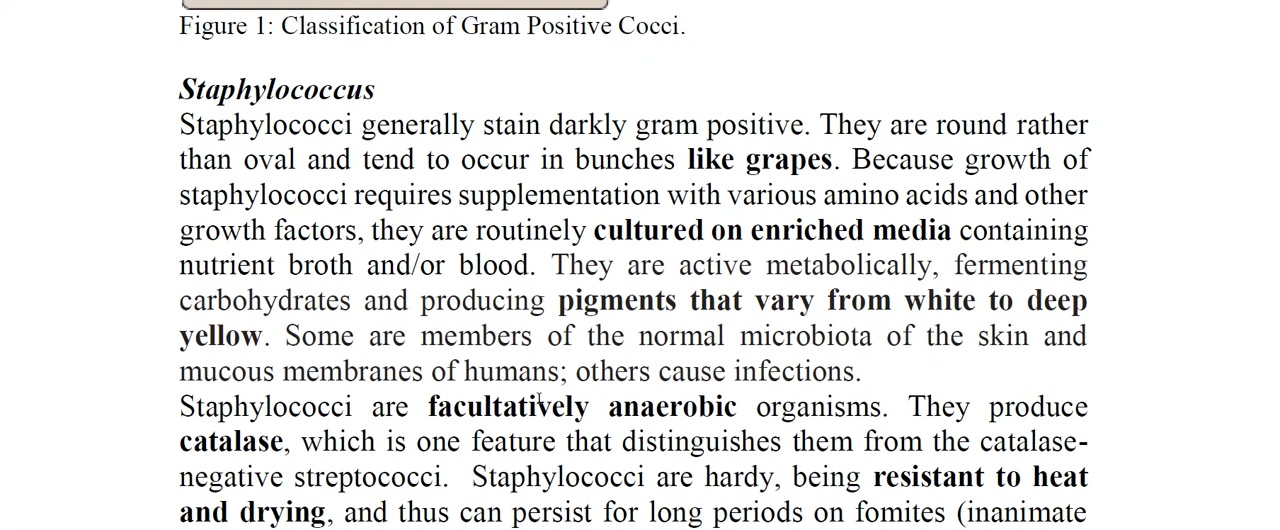 Figure 1: Classification of Gram Positive Cocci.
Staphylococcus
Staphylococci generally stain darkly gram positive. They are round rather
than oval and tend to occur in bunches like grapes. Because growth of
staphylococci requires supplementation with various amino acids and other
growth factors, they are routinely cultured on enriched media containing
nutrient broth and/or blood. They are active metabolically, fermenting
carbohydrates and producing pigments that vary from white to deep
yellow. Some are members of the normal microbiota of the skin and
mucous membranes of humans; others cause infections.
Staphylococci are facultatively anaerobic organisms. They produce
catalase, which is one feature that distinguishes them from the catalase-
negative streptococci. Staphylococci are hardy, being resistant to heat
and drying, and thus can persist for long periods on fomites (inanimate